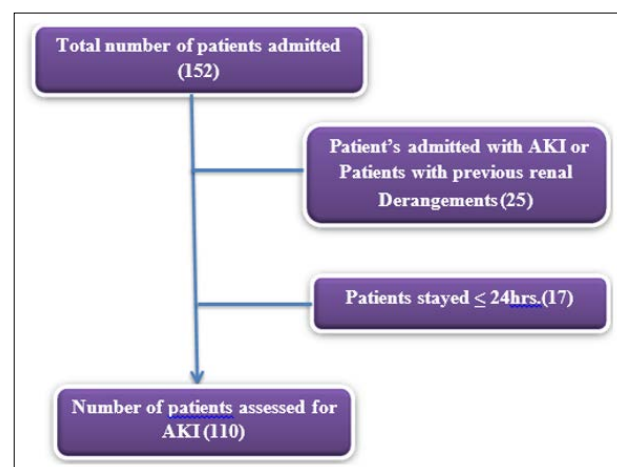 Total number of patients admitted
(152)
Patient's admitted with AKI or
Patients with previous renal
Derangements (25)
Patients stayed ≤ 24hrs.(17)
Number of patients assessed for
AKI (110)